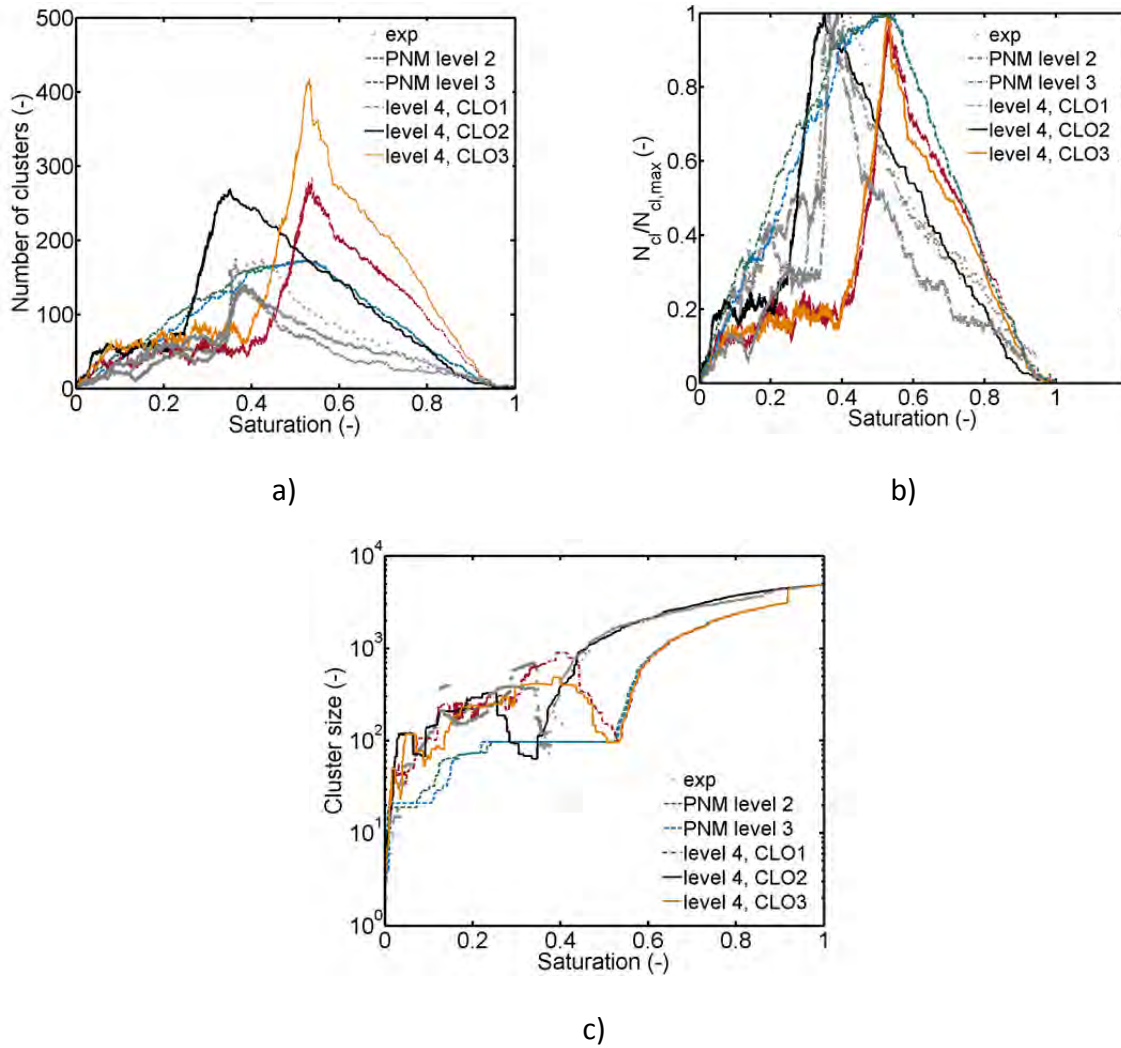 500
400
300
200
100
0
0 0.2 0.4 0.6 0.8 1
Number of clusters (-)
Saturation (-)
exp
PNM level 2
PNM level 3
level 4, CLO1
level 4, CLO2
level 4, CLO3
a)
1
0.8
0.6
0.4
0.2
0
0 0.2 0.4 0.6 0.8 1
N_cl/N_cl,max (-)
Saturation (-)
exp
PNM level 2
PNM level 3
level 4, CLO1
level 4, CLO2
level 4, CLO3
b)
10^4
10^3
10^2
10^1
10^0
0 0.2 0.4 0.6 0.8 1
Cluster size (-)
Saturation (-)
exp
PNM level 2
PNM level 3
level 4, CLO1
level 4, CLO2
level 4, CLO3
c)